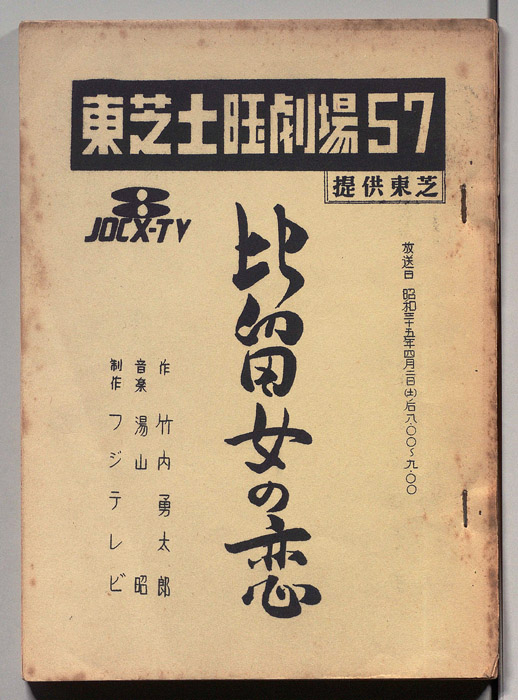 東芝土曜劇場57
提供東芝
8
JOCX-TV
比留女の恋
放送日 昭和三十五年四月二日(土)后八.〇〇～九.〇〇
作 竹内勇太郎
音楽 湯山昭
制作 フジテレビ